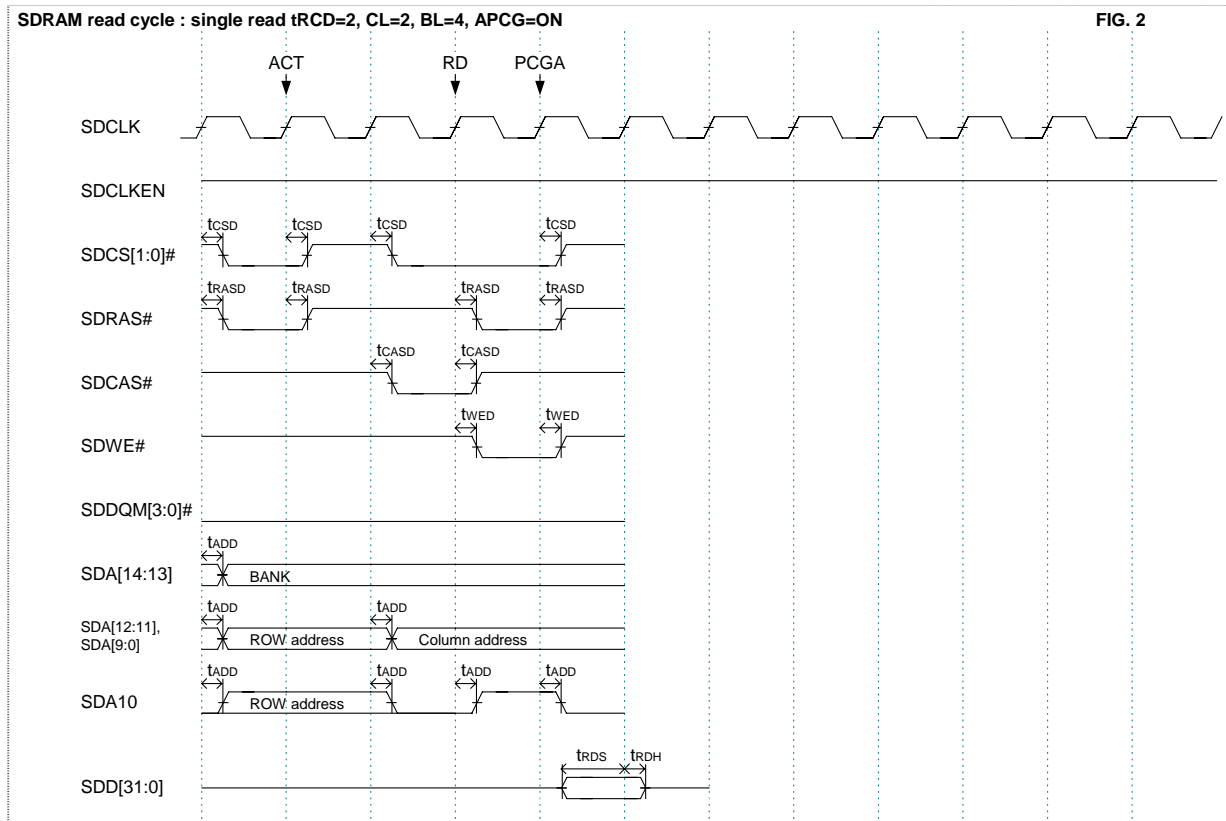 SDRAM read cycle : single read tRCD=2, CL=2, BL=4, APCG=ON FIG. 2
ACT RD PCGA
SDCLK
SDCLKEN
tCSD tCSD tCSD tCSD
SDCS[1:0]#
tRASD tRASD tRASD tRASD
SDRAS#
tCASD tCASD
SDCAS#
tWED tWED
SDWE#
SDDQM[3:0]#
tADD
SDA[14:13] BANK
tADD tADD
SDA[12:11],
SDA[9:0] ROW address Column address
tADD tADD tADD tADD
SDA10 ROW address
tRDS tRDH
SDD[31:0]